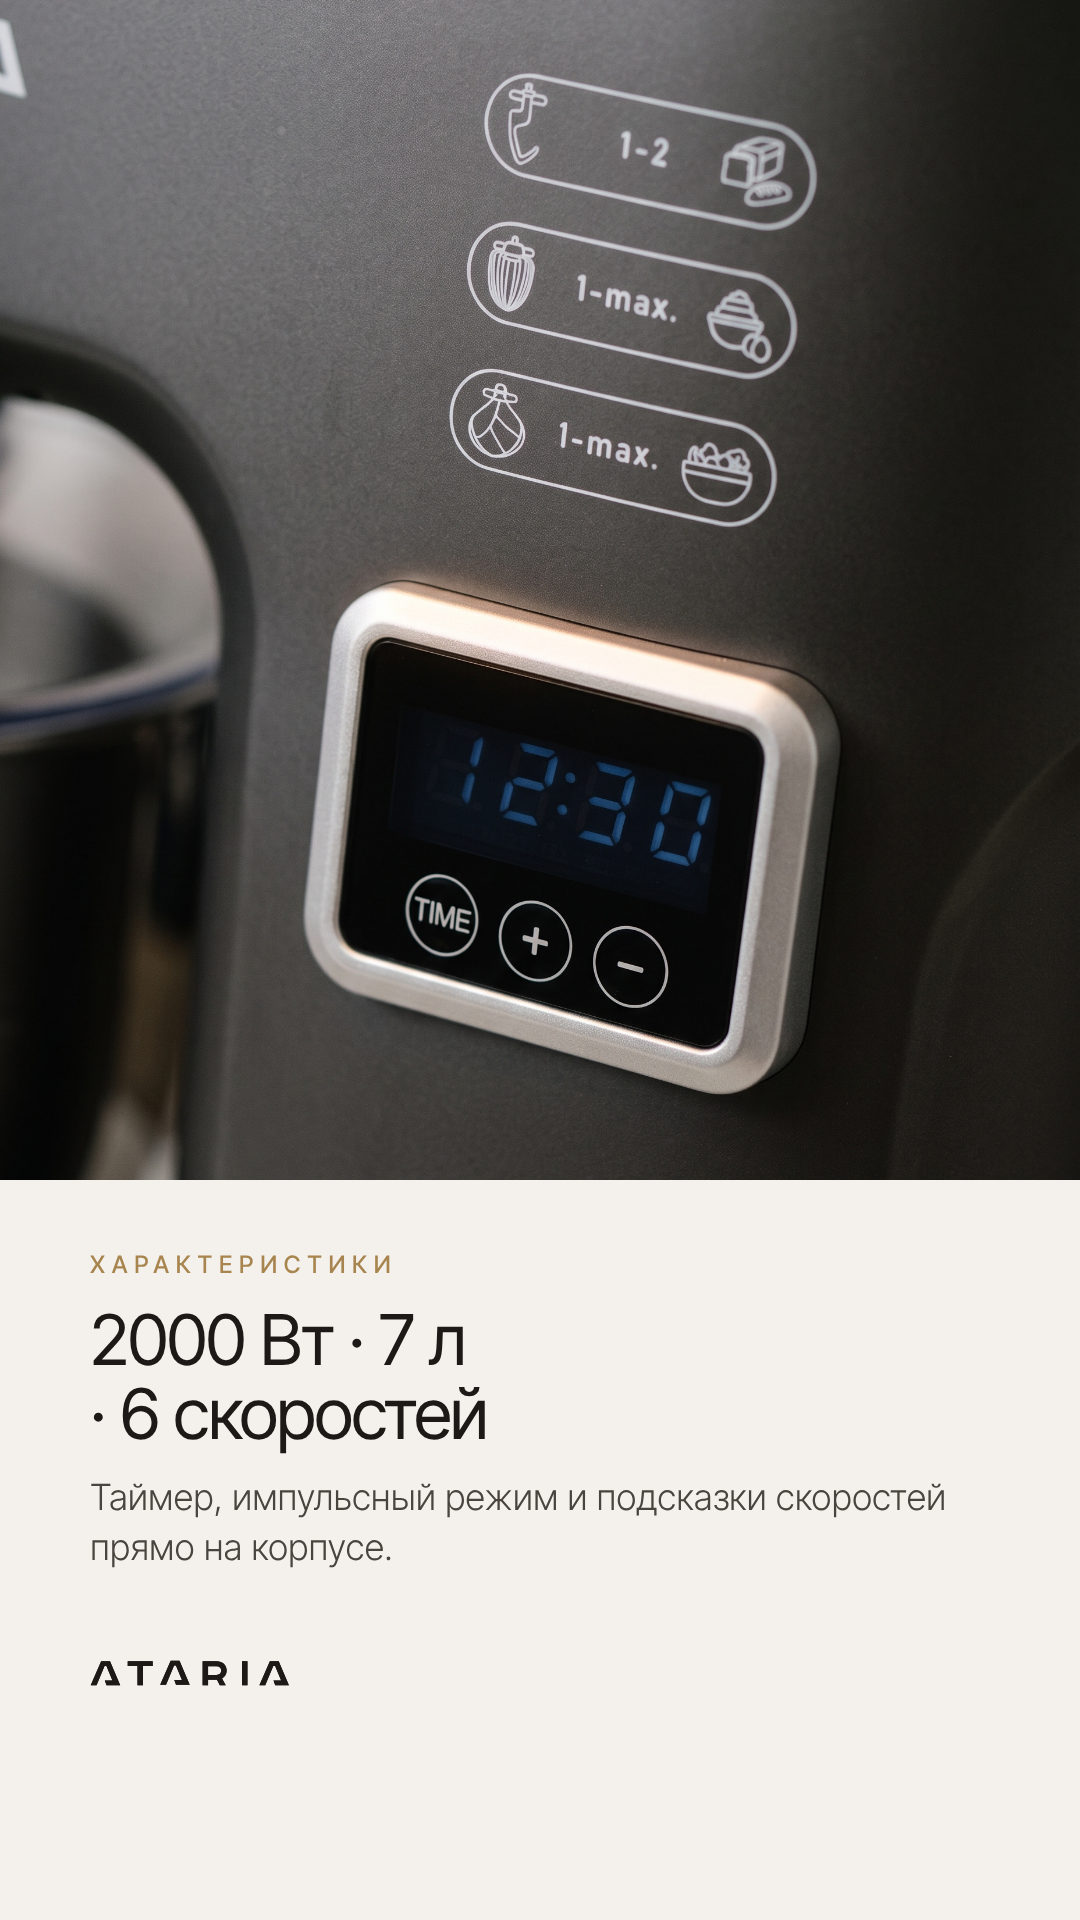 1-2
1-max.
1-max.
12:30
TIME
+
−
ХАРАКТЕРИСТИКИ
2000 Вт · 7 л
· 6 скоростей
Таймер, импульсный режим и подсказки скоростей
прямо на корпусе.
ATARIA